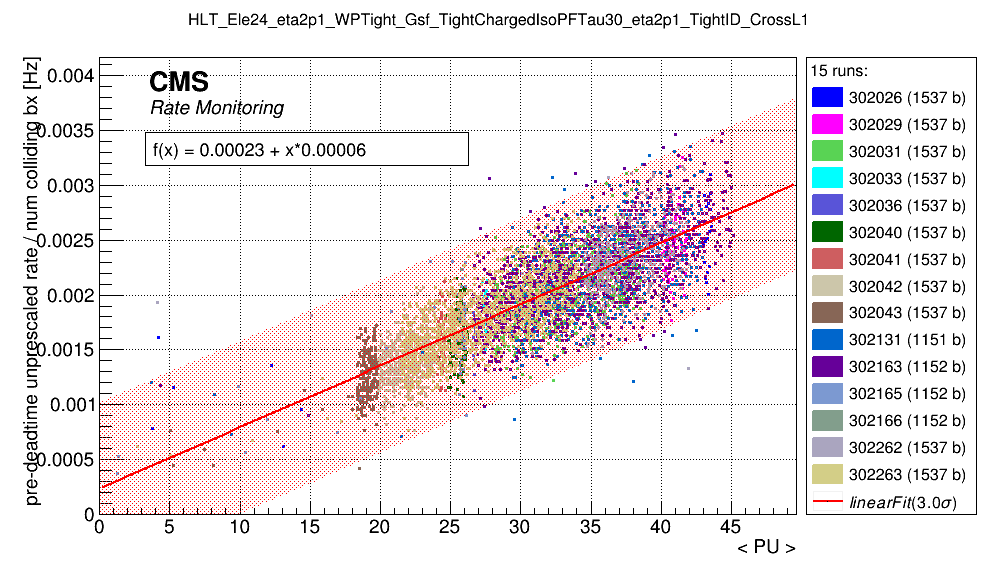 HLT_Ele24_eta2p1_WPTight_Gsf_TightChargedIsoPFTau30_eta2p1_TightID_CrossL1
pre-deadtime unprescaled rate / num colliding bx [Hz]
0.004
0.0035
0.003
0.0025
0.002
0.0015
0.001
0.0005
0
CMS
Rate Monitoring
f(x) = 0.00023 + x*0.00006
0 5 10 15 20 25 30 35 40 45
< PU >
15 runs:
302026 (1537 b)
302029 (1537 b)
302031 (1537 b)
302033 (1537 b)
302036 (1537 b)
302040 (1537 b)
302041 (1537 b)
302042 (1537 b)
302043 (1537 b)
302131 (1151 b)
302163 (1152 b)
302165 (1152 b)
302166 (1152 b)
302262 (1537 b)
302263 (1537 b)
linearFit(3.0σ)